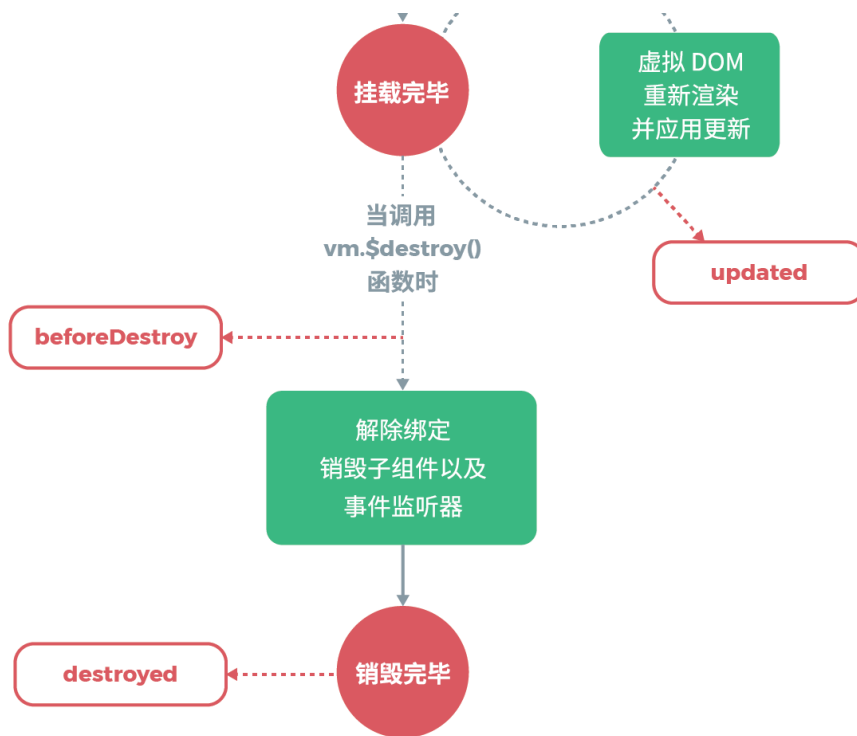 挂载完毕
虚拟 DOM
重新渲染
并应用更新
当调用
vm.$destroy()
函数时
updated
beforeDestroy
解除绑定
销毁子组件以及
事件监听器
destroyed
销毁完毕